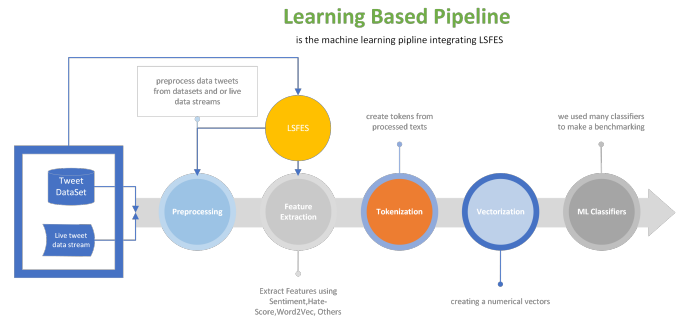 Learning Based Pipeline
is the machine learning pipline integrating LSFES
preprocess data tweets
from datasets and or live
data streams
LSFES
create tokens from
processed texts
we used many classifiers
to make a benchmarking
Tweet
DataSet
Live tweet
data stream
Preprocessing
Feature
Extraction
Tokenization
Vectorization
ML Classifiers
Extract Features using
Sentiment,Hate-
Score,Word2Vec, Others
creating a numerical vectors